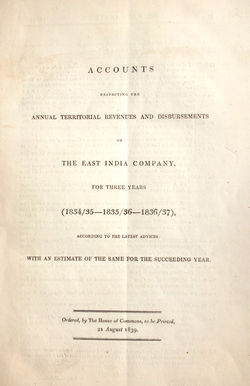 ACCOUNTS
RESPECTING THE
ANNUAL TERRITORIAL REVENUES AND DISBURSEMENTS
OF
THE EAST INDIA COMPANY,
FOR THREE YEARS
(1834/35—1835/36—1836/37),
ACCORDING TO THE LATEST ADVICES:
WITH AN ESTIMATE OF THE SAME FOR THE SUCCEEDING YEAR.
Ordered, by The House of Commons, to be Printed,
21 August 1839.